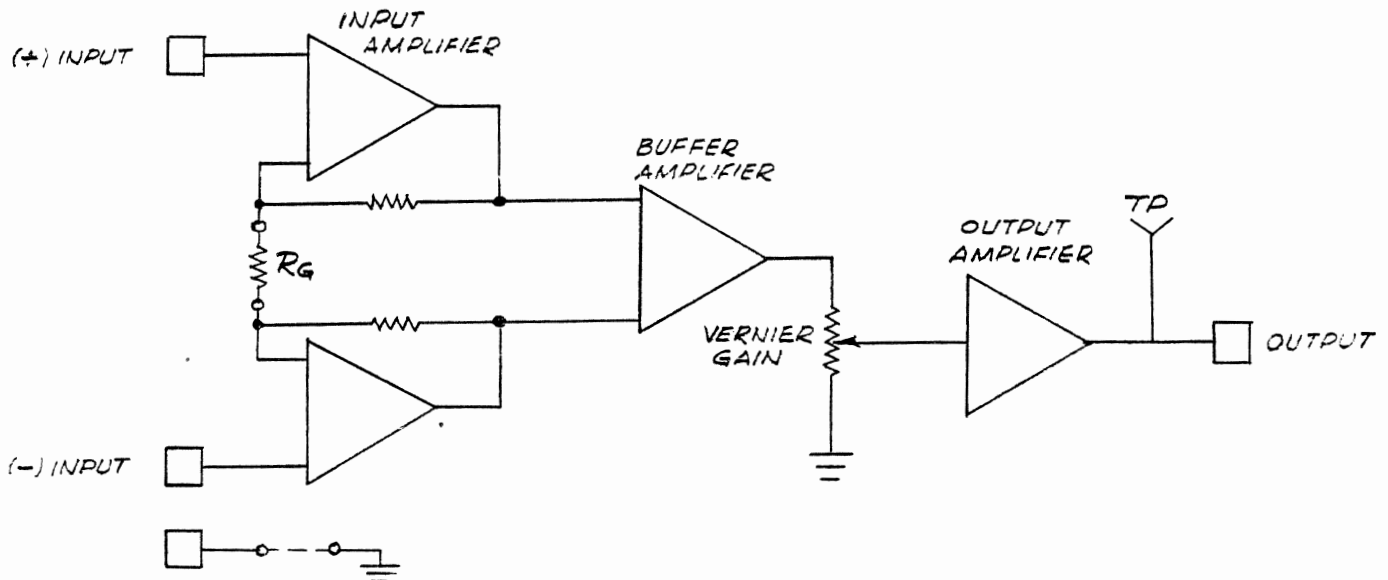 INPUT
AMPLIFIER
(+) INPUT
BUFFER
AMPLIFIER
TP
OUTPUT
AMPLIFIER
RG
VERNIER
GAIN
OUTPUT
(-) INPUT